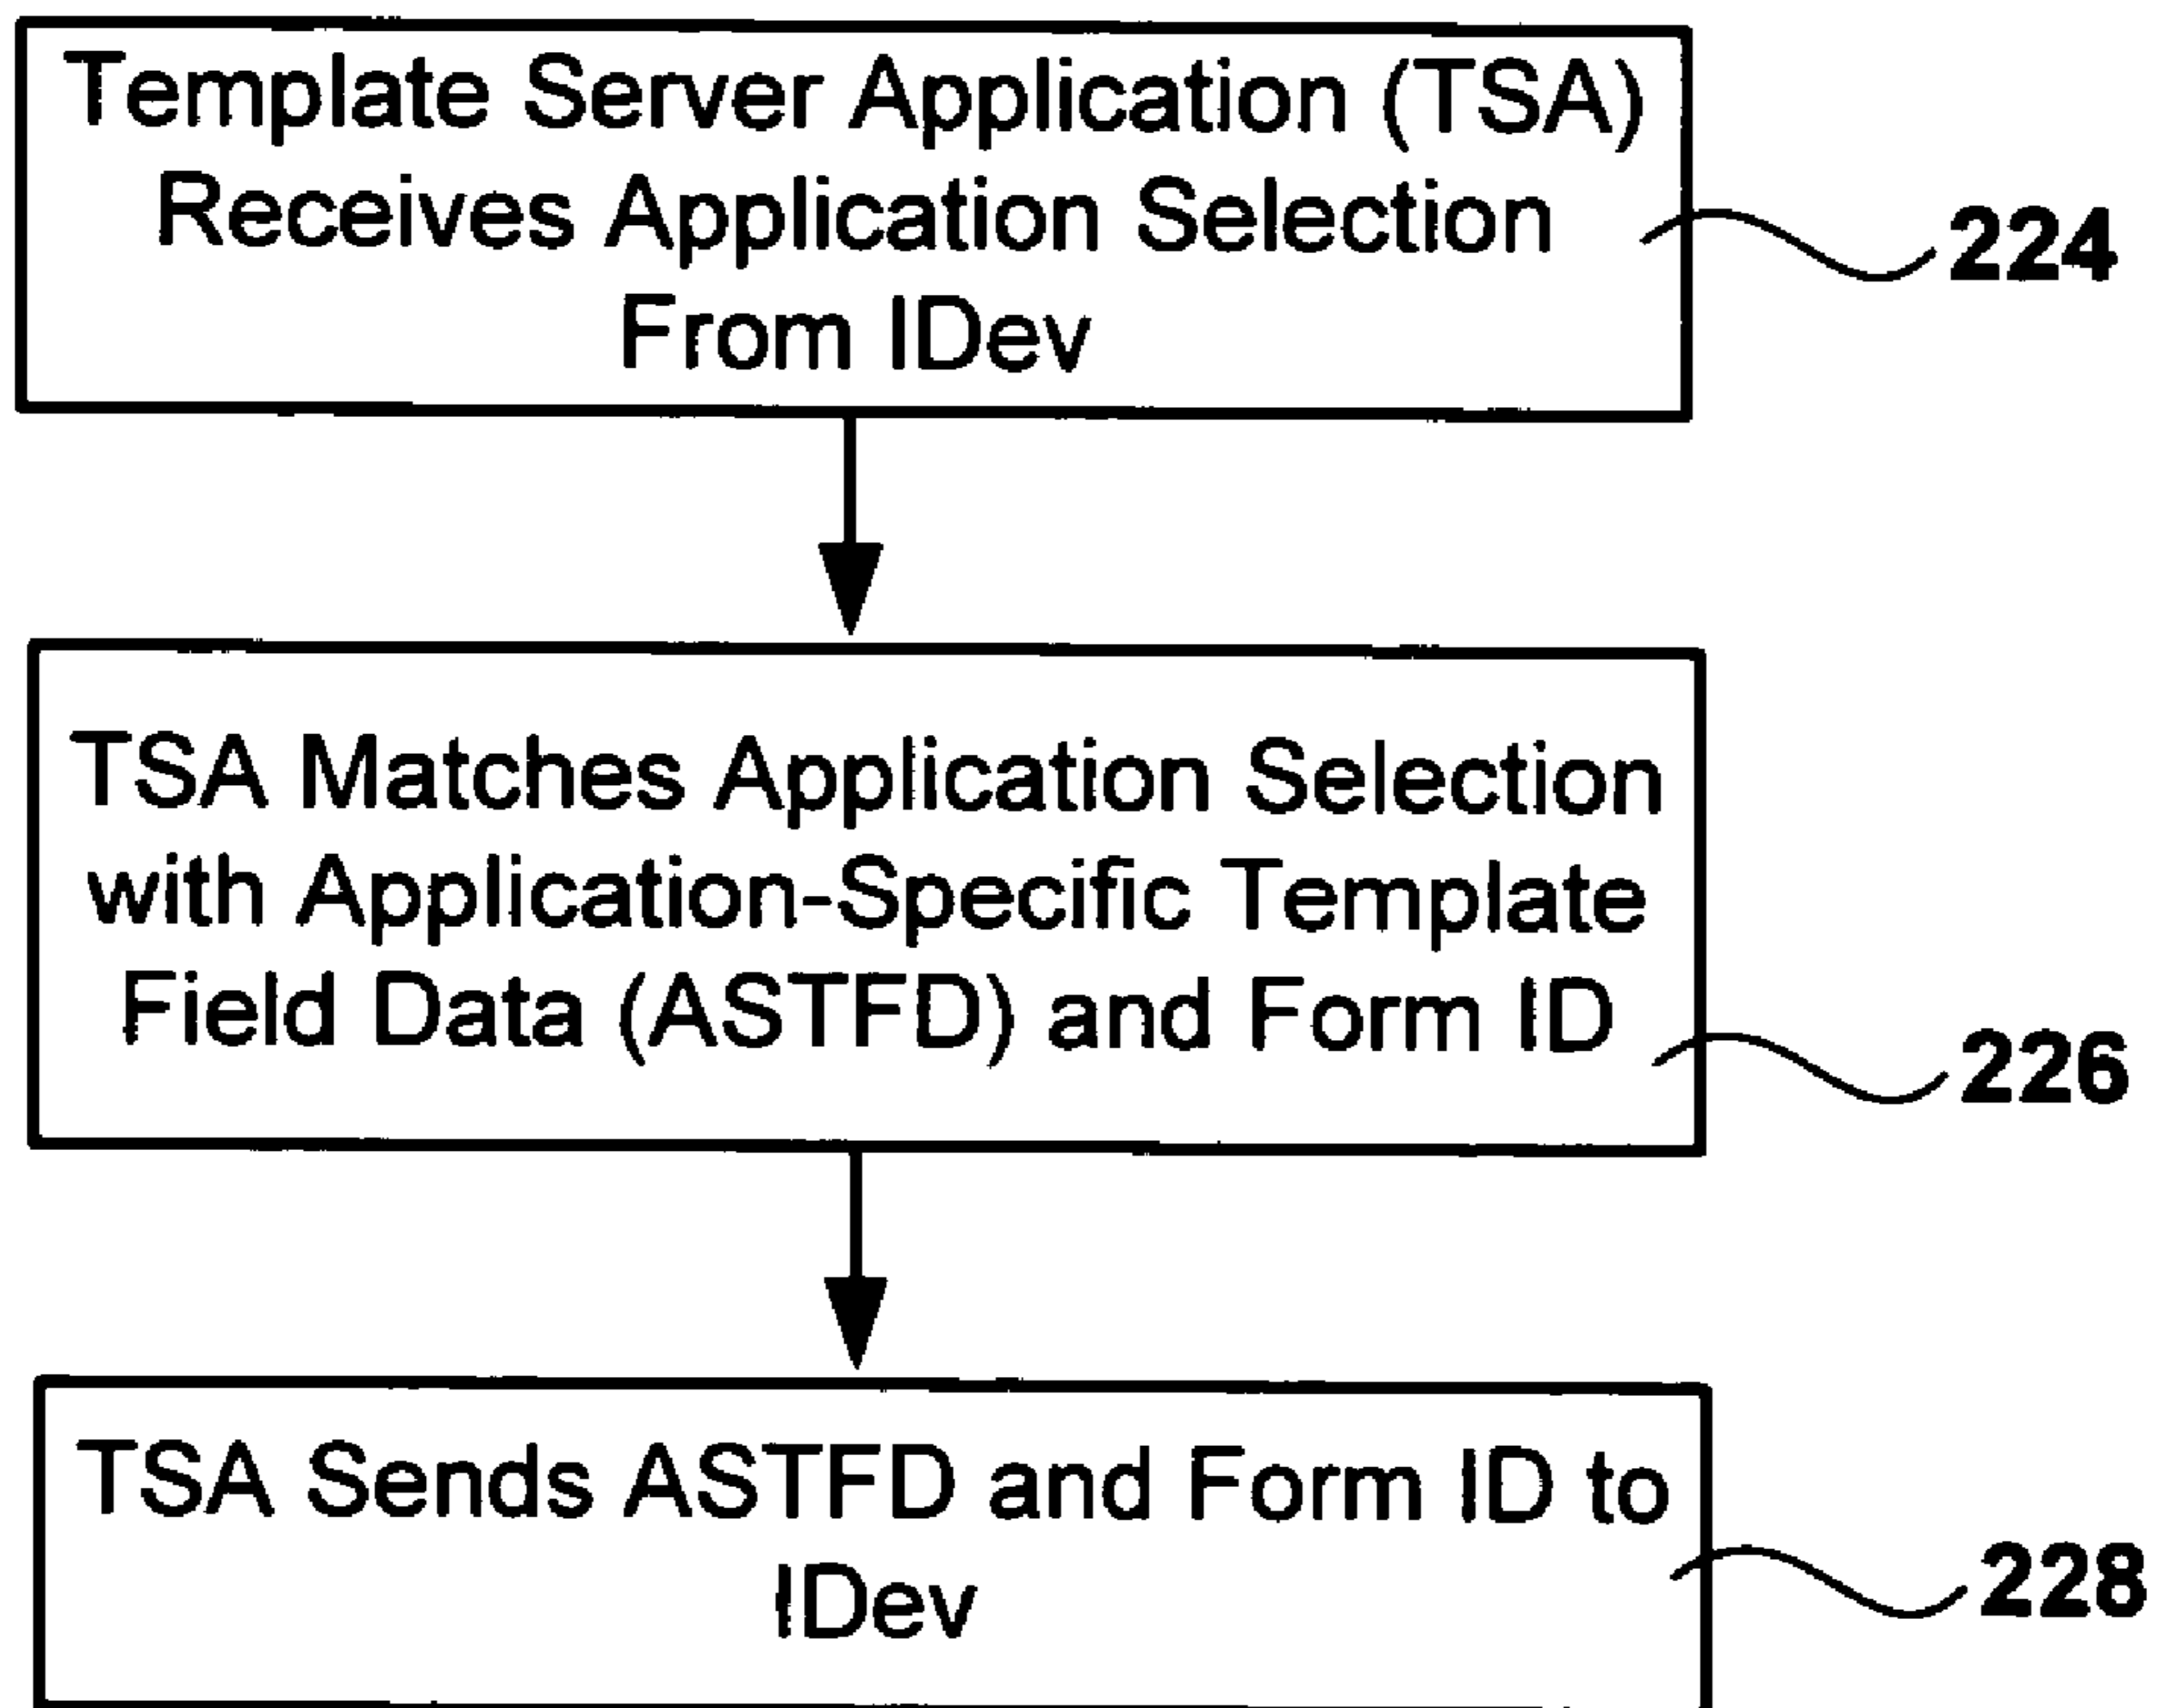 Template Server Application (TSA)
Receives Application Selection
From IDev
224
TSA Matches Application Selection
with Application-Specific Template
Field Data (ASTFD) and Form ID
226
TSA Sends ASTFD and Form ID to
IDev
228